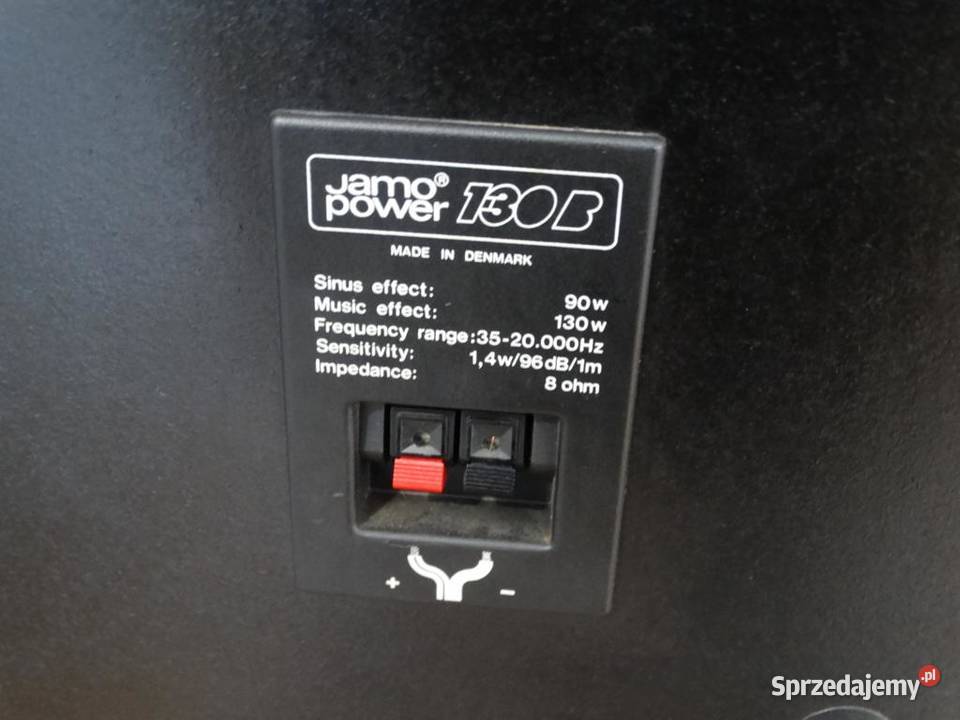 Jamo®
power 130B
MADE IN DENMARK
Sinus effect: 90w
Music effect: 130w
Frequency range:35-20.000Hz
Sensitivity: 1,4w/96dB/1m
Impedance: 8 ohm
+ -
Sprzedajemy.pl